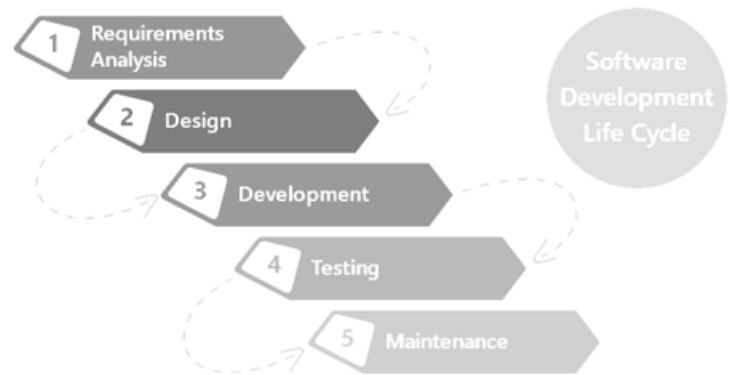 1
Requirements
Analysis
2
Design
3
Development
4
Testing
5
Maintenance
Software
Development
Life Cycle